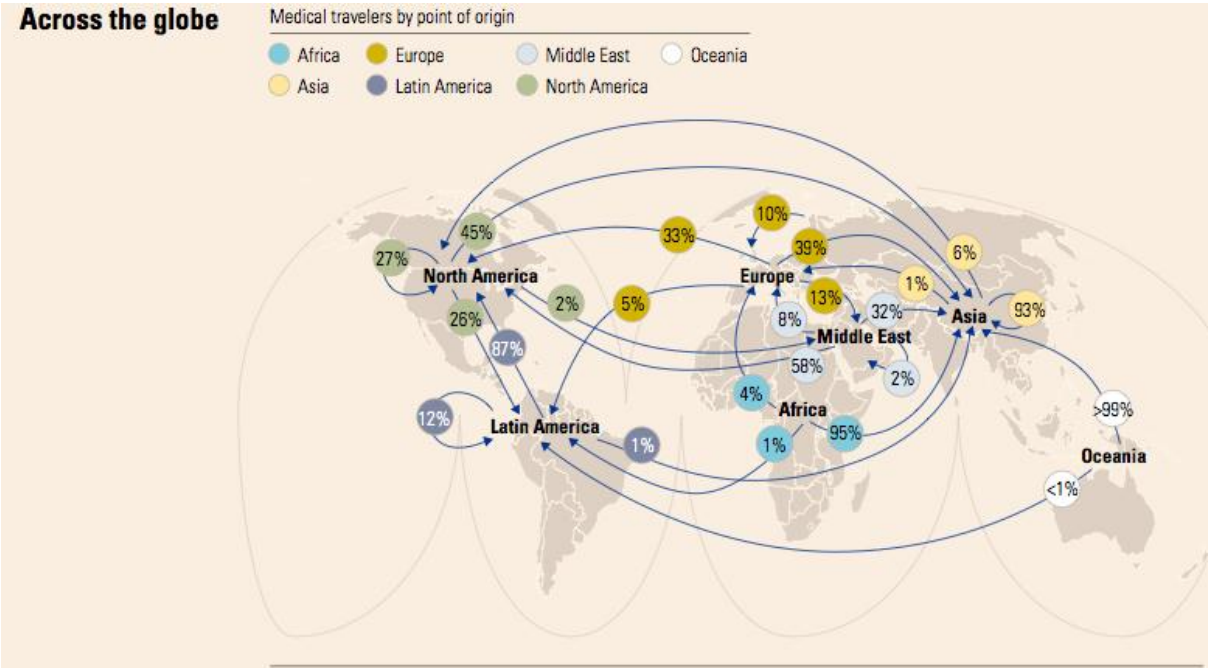 Across the globe
Medical travelers by point of origin
Africa
Europe
Middle East
Oceania
Asia
Latin America
North America
10%
45%
33%
39%
6%
27%
North America
Europe
1%
2%
5%
13%
93%
26%
8%
32%
Asia
Middle East
87%
58%
2%
4%
Africa
>99%
12%
Latin America
1%
1%
95%
Oceania
<1%